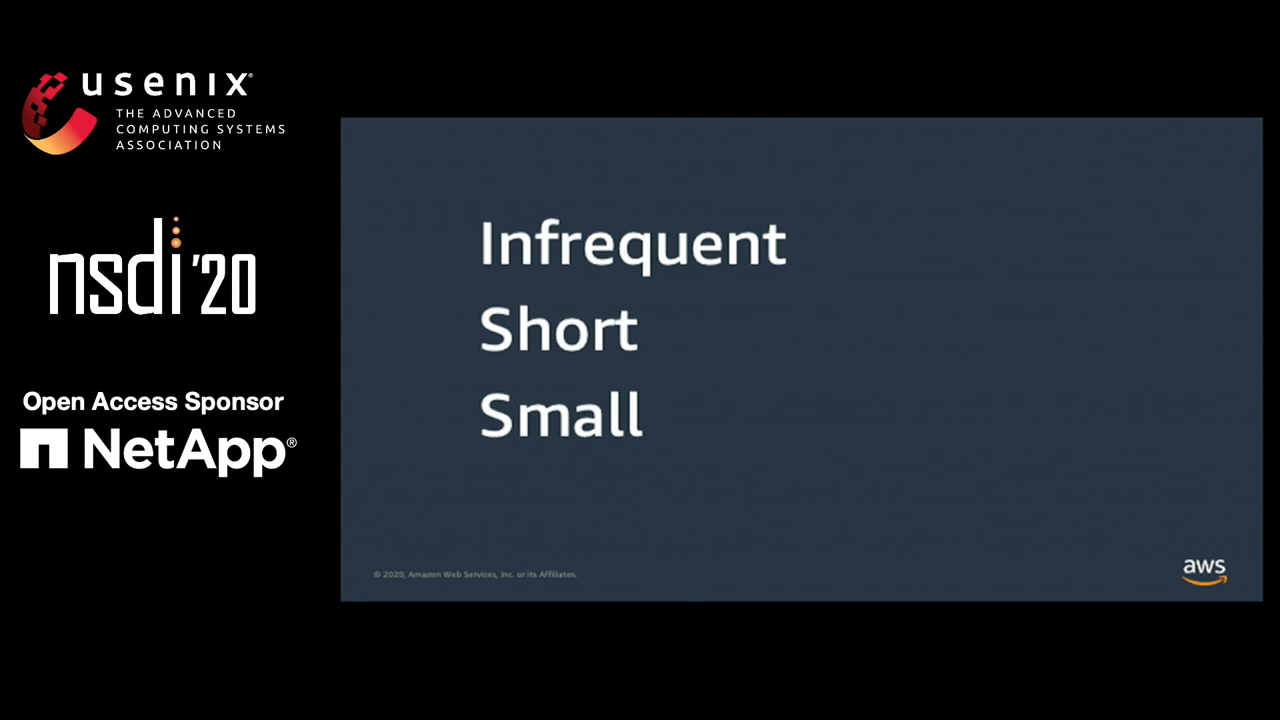 usenix®
THE ADVANCED
COMPUTING SYSTEMS
ASSOCIATION
nsdi '20
Open Access Sponsor
NetApp®
Infrequent
Short
Small
© 2020, Amazon Web Services, Inc. or its Affiliates.
aws